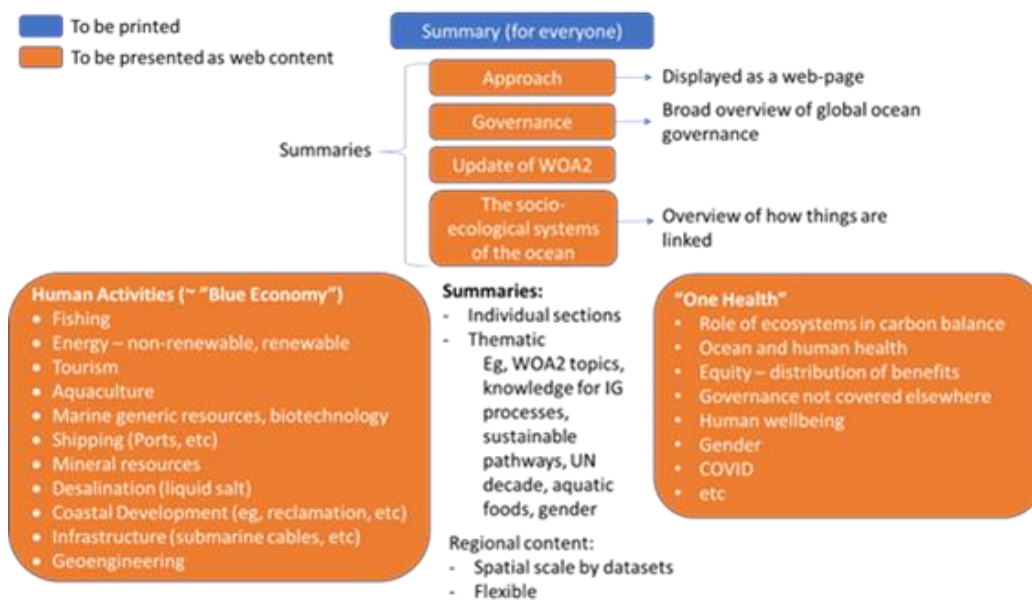 To be printed
To be presented as web content
Summary (for everyone)
Summaries
Approach
Displayed as a web-page
Governance
Broad overview of global ocean
governance
Update of WOA2
The socio-
ecological systems
of the ocean
Overview of how things are
linked
Human Activities (~ "Blue Economy")
• Fishing
• Energy – non-renewable, renewable
• Tourism
• Aquaculture
• Marine generic resources, biotechnology
• Shipping (Ports, etc)
• Mineral resources
• Desalination (liquid salt)
• Coastal Development (eg, reclamation, etc)
• Infrastructure (submarine cables, etc)
• Geoengineering
Summaries:
- Individual sections
- Thematic
Eg, WOA2 topics,
knowledge for IG
processes,
sustainable
pathways, UN
decade, aquatic
foods, gender
Regional content:
- Spatial scale by datasets
- Flexible
"One Health"
• Role of ecosystems in carbon balance
• Ocean and human health
• Equity – distribution of benefits
• Governance not covered elsewhere
• Human wellbeing
• Gender
• COVID
• etc